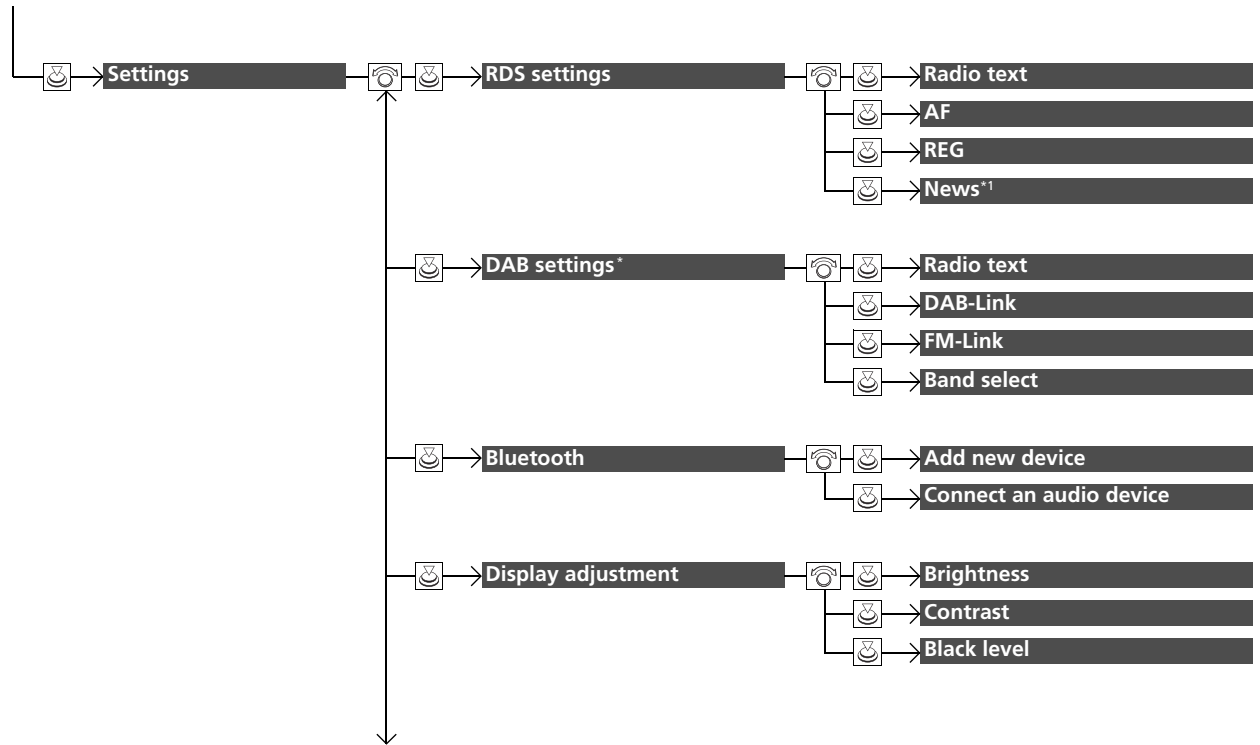 Settings
RDS settings
Radio text
AF
REG
News*1
DAB settings*
Radio text
DAB-Link
FM-Link
Band select
Bluetooth
Add new device
Connect an audio device
Display adjustment
Brightness
Contrast
Black level